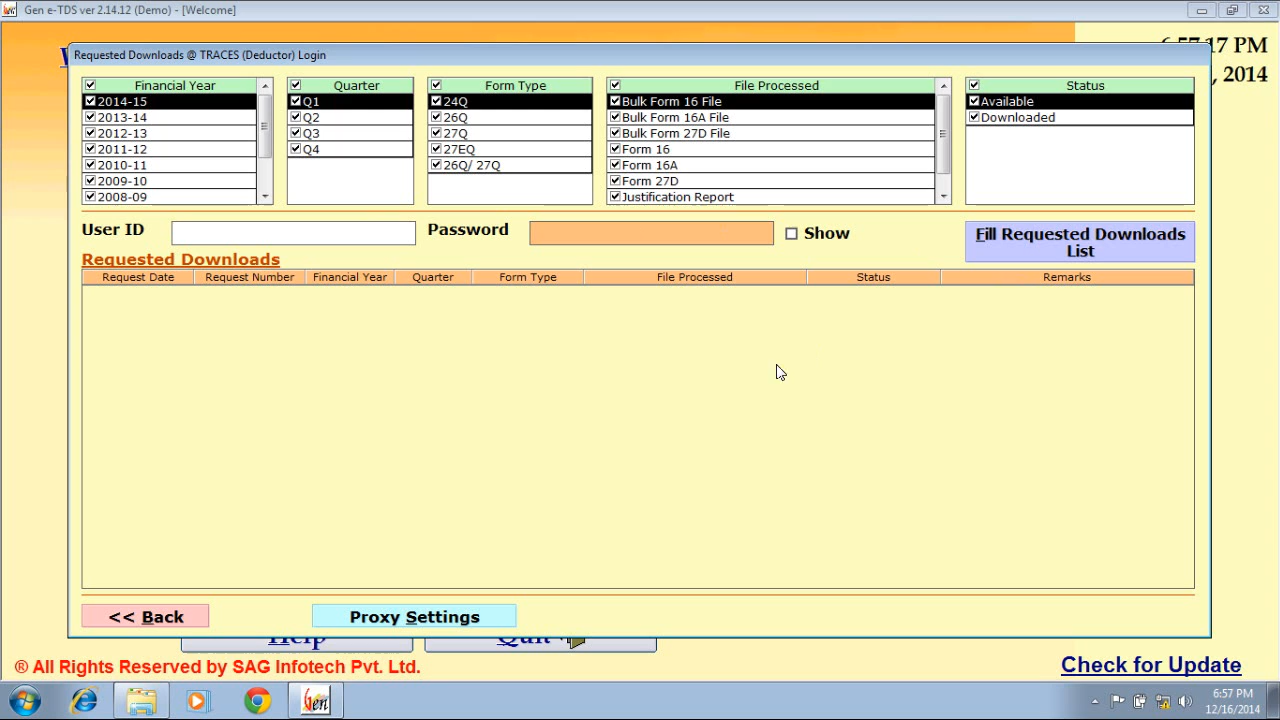 Gen e-TDS ver 2.14.12 (Demo) - [Welcome]
PM
, 2014
Requested Downloads @ TRACES (Deductor) Login
Financial Year Quarter Form Type File Processed Status
2014-15 Q1 24Q Bulk Form 16 File Available
2013-14 Q2 26Q Bulk Form 16A File Downloaded
2012-13 Q3 27Q Bulk Form 27D File
2011-12 Q4 27EQ Form 16
2010-11 26Q/ 27Q Form 16A
2009-10 Form 27D
2008-09 Justification Report
User ID Password Show Fill Requested Downloads
List
Requested Downloads
Request Date Request Number Financial Year Quarter Form Type File Processed Status Remarks
<< Back Proxy Settings
Help Quit
® All Rights Reserved by SAG Infotech Pvt. Ltd. Check for Update
Gen
6:57 PM
12/16/2014